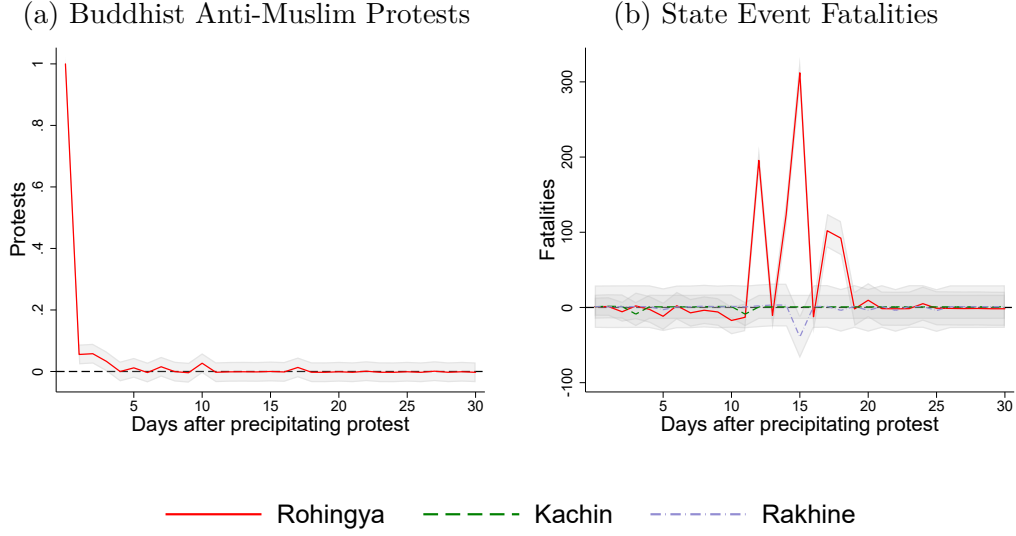 (a) Buddhist Anti-Muslim Protests
1
.8
.6
.4
.2
0
Protests
5 10 15 20 25 30
Days after precipitating protest
(b) State Event Fatalities
300
200
100
0
-100
Fatalities
5 10 15 20 25 30
Days after precipitating protest
Rohingya Kachin Rakhine